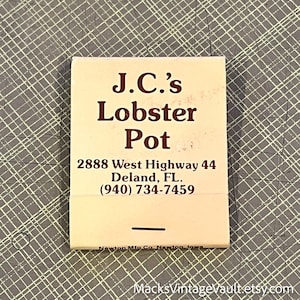 J.C.'s
Lobster
Pot
2888 West Highway 44
Deland, FL.
(940) 734-7459
MacksVintageVault.etsy.com